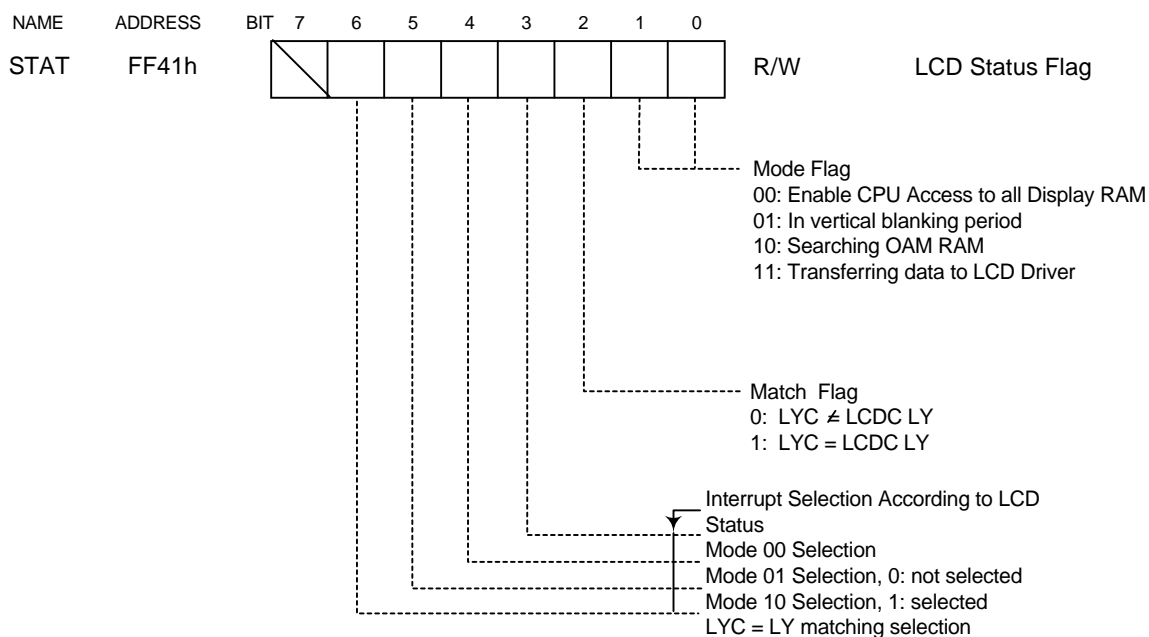 NAME ADDRESS BIT 7 6 5 4 3 2 1 0
STAT FF41h R/W LCD Status Flag
Mode Flag
00: Enable CPU Access to all Display RAM
01: In vertical blanking period
10: Searching OAM RAM
11: Transferring data to LCD Driver
Match Flag
0: LYC ≠ LCDC LY
1: LYC = LCDC LY
Interrupt Selection According to LCD
Status
Mode 00 Selection
Mode 01 Selection, 0: not selected
Mode 10 Selection, 1: selected
LYC = LY matching selection